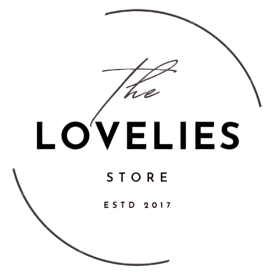 the
LOVELIES
STORE
ESTD 2017